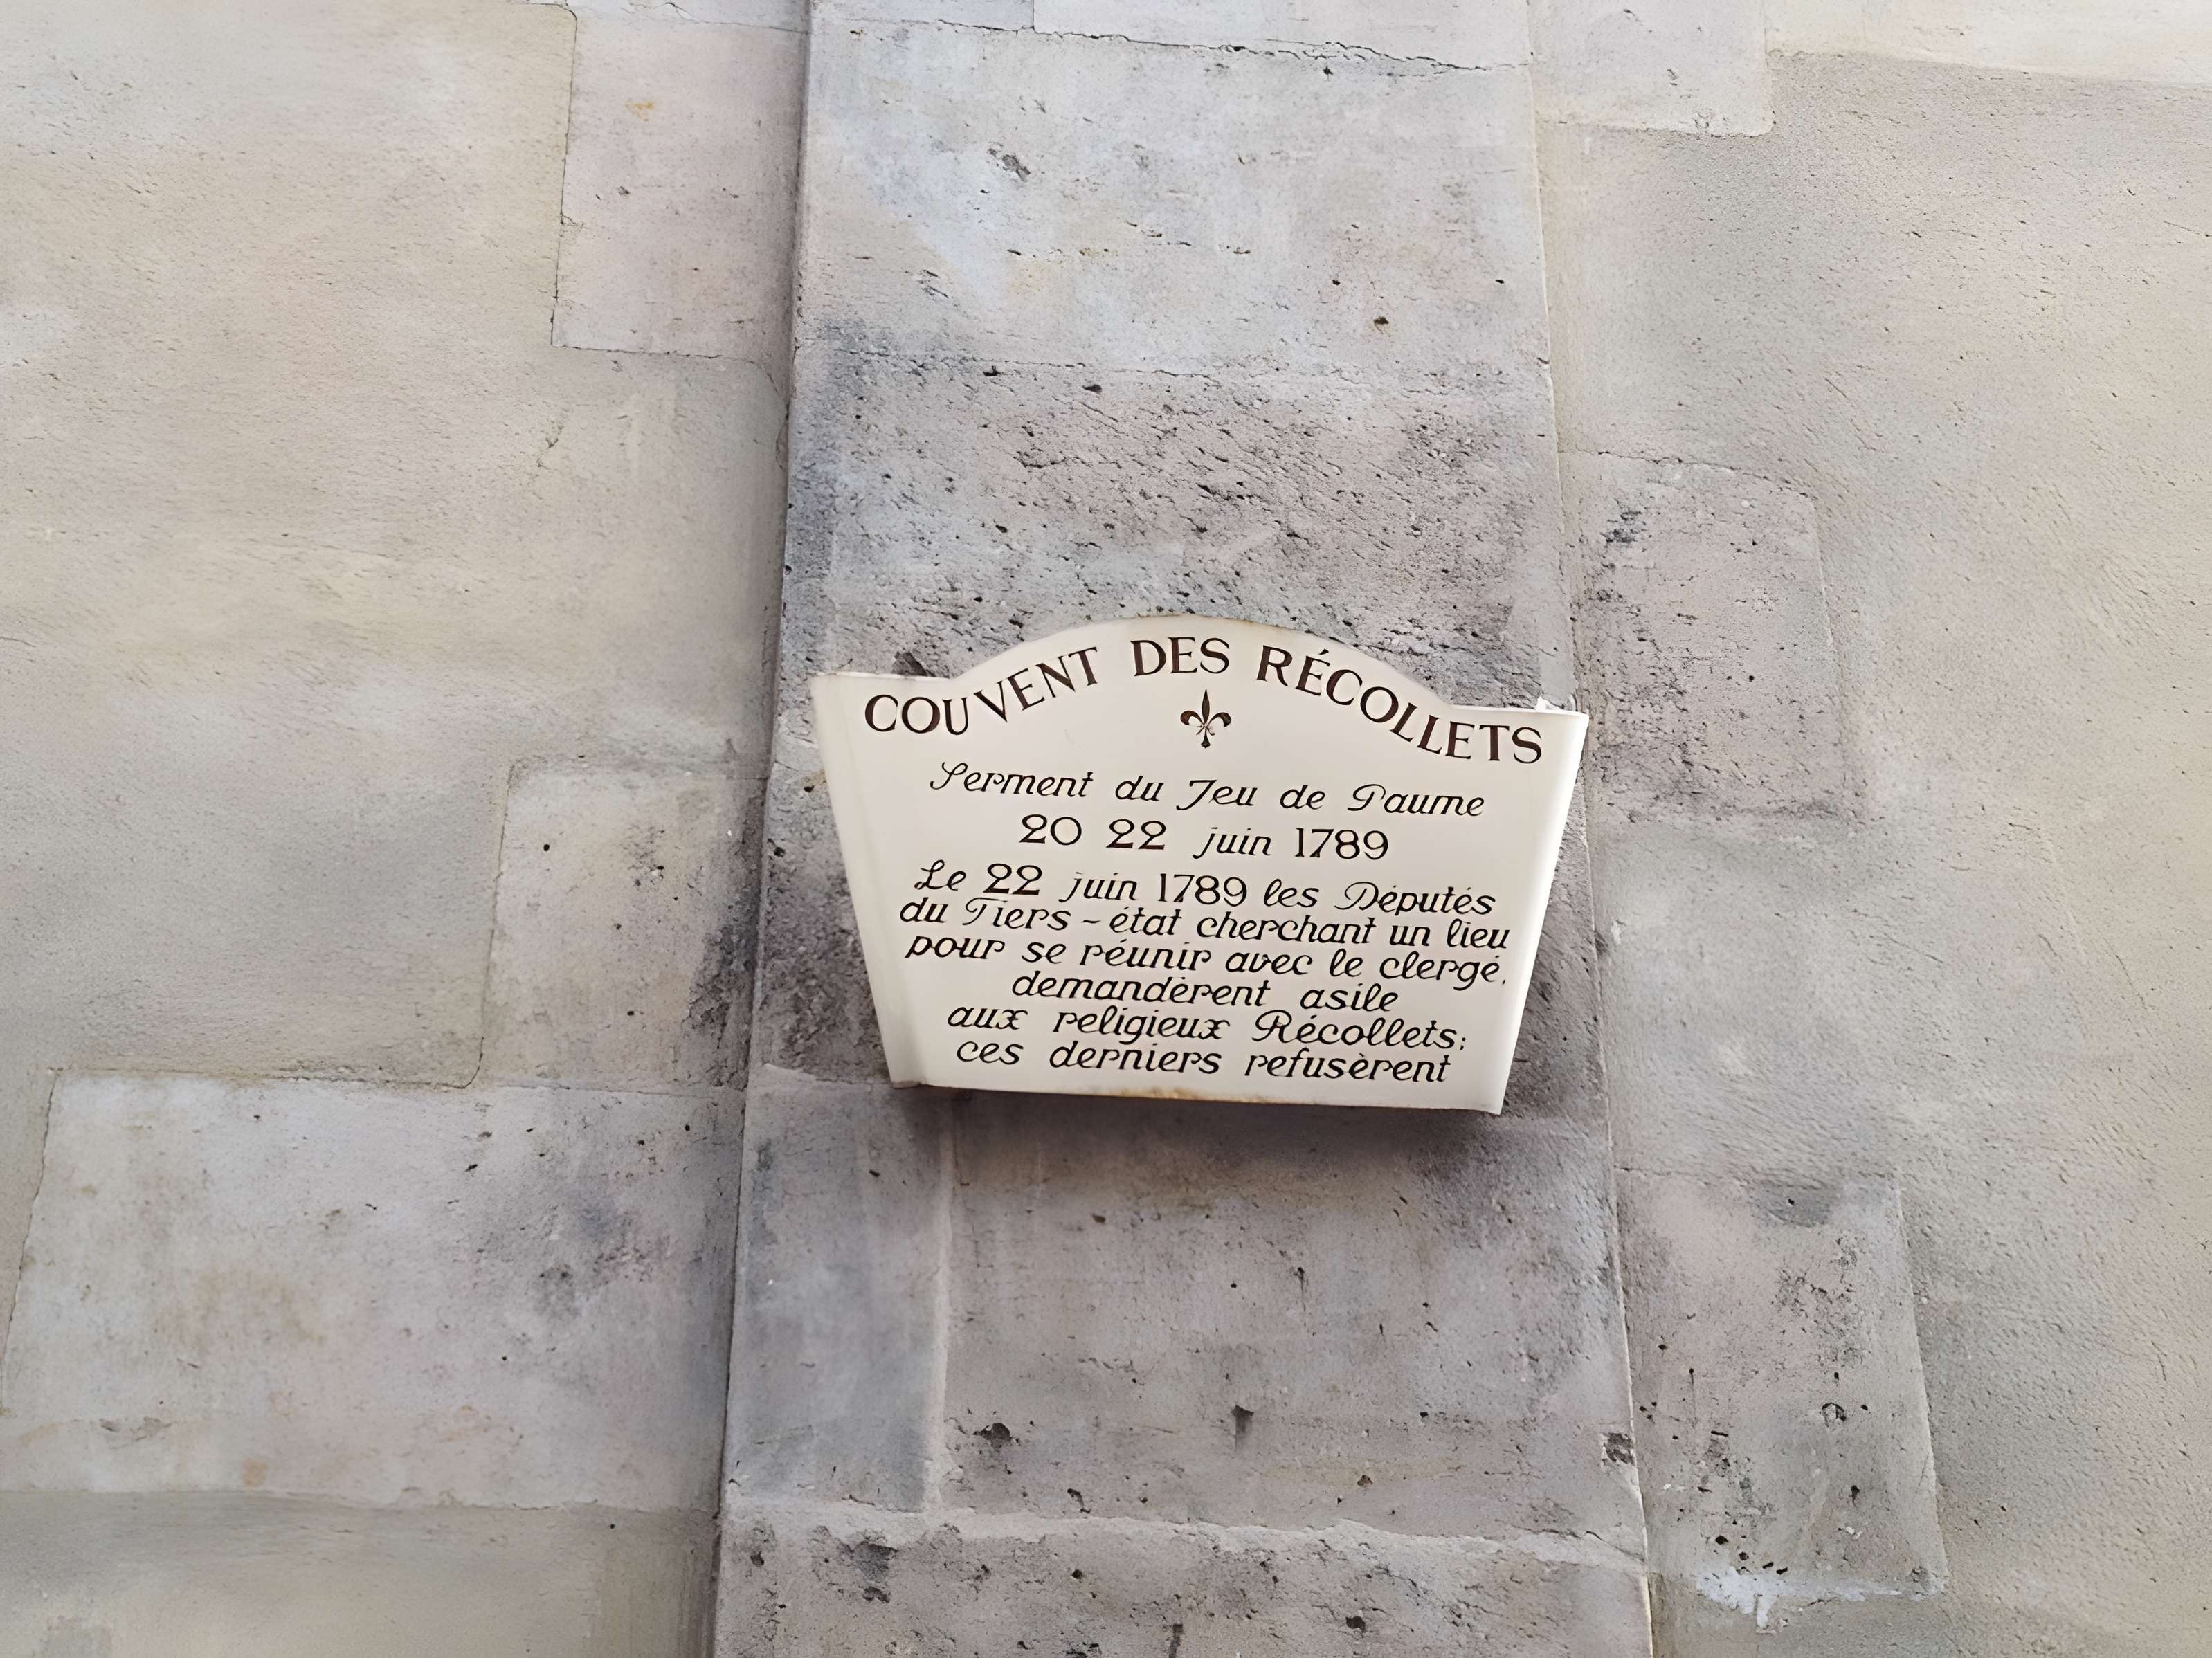 COUVENT DES RÉCOLLETS
Serment du Jeu de Paume
20 22 juin 1789
Le 22 juin 1789 les Députés
du Tiers - état cherchant un lieu
pour se réunir avec le clergé,
demandèrent asile
aux religieux Récollets;
ces derniers refusèrent